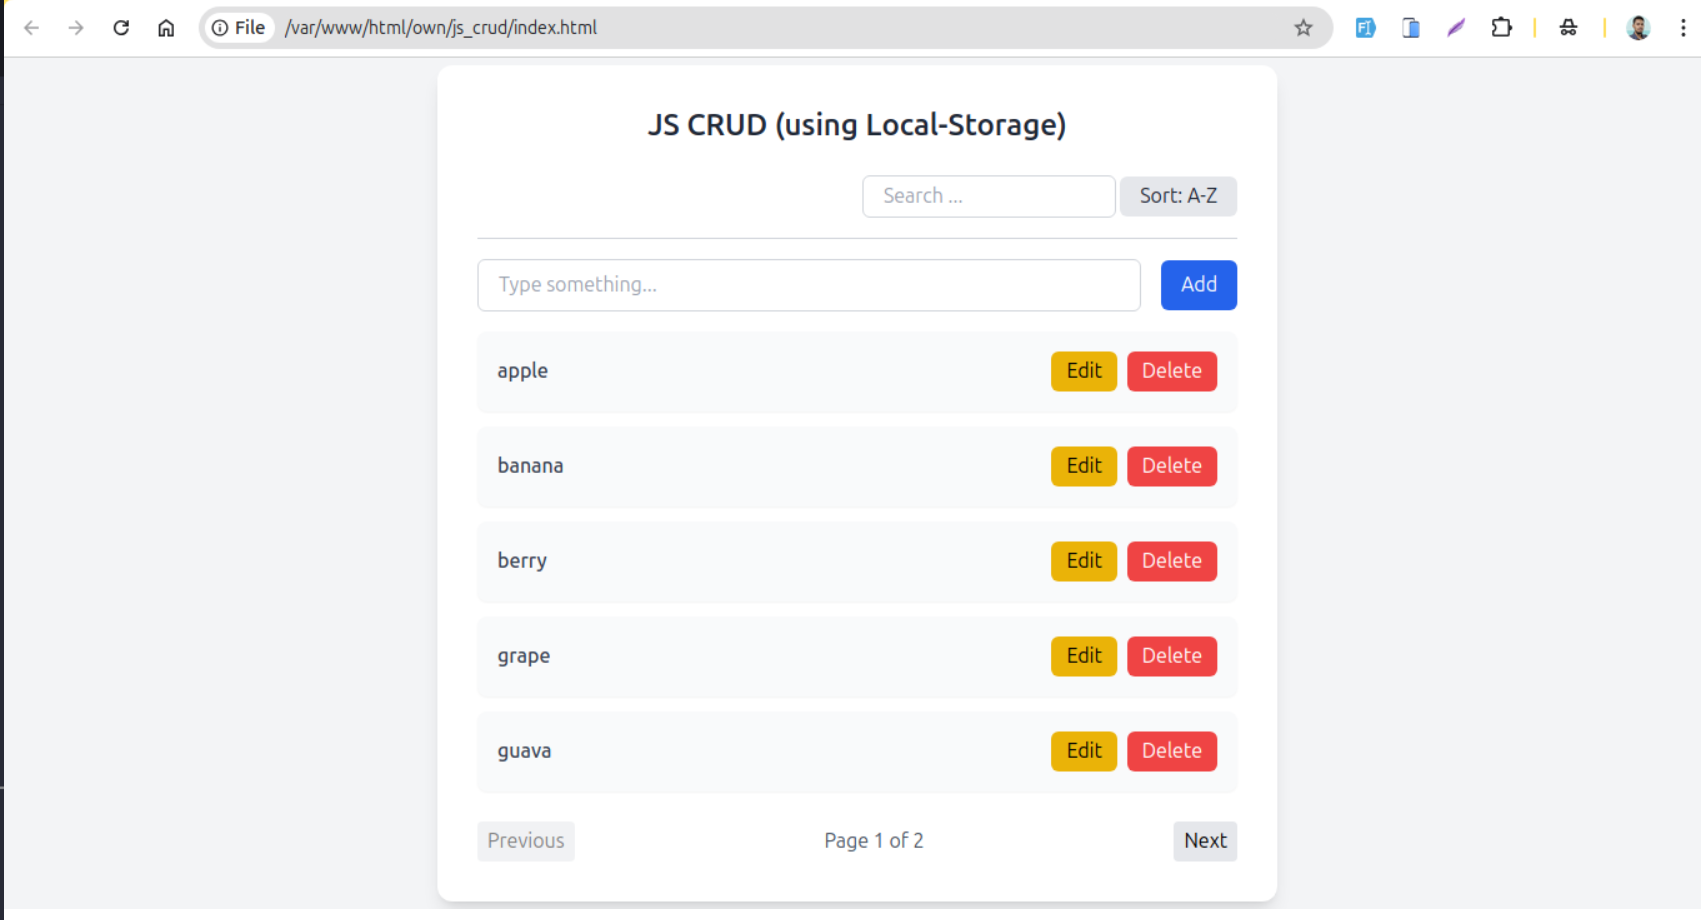 File /var/www/html/own/js_crud/index.html
JS CRUD (using Local-Storage)
Search ... Sort: A-Z
Type something... Add
apple Edit Delete
banana Edit Delete
berry Edit Delete
grape Edit Delete
guava Edit Delete
Previous Page 1 of 2 Next